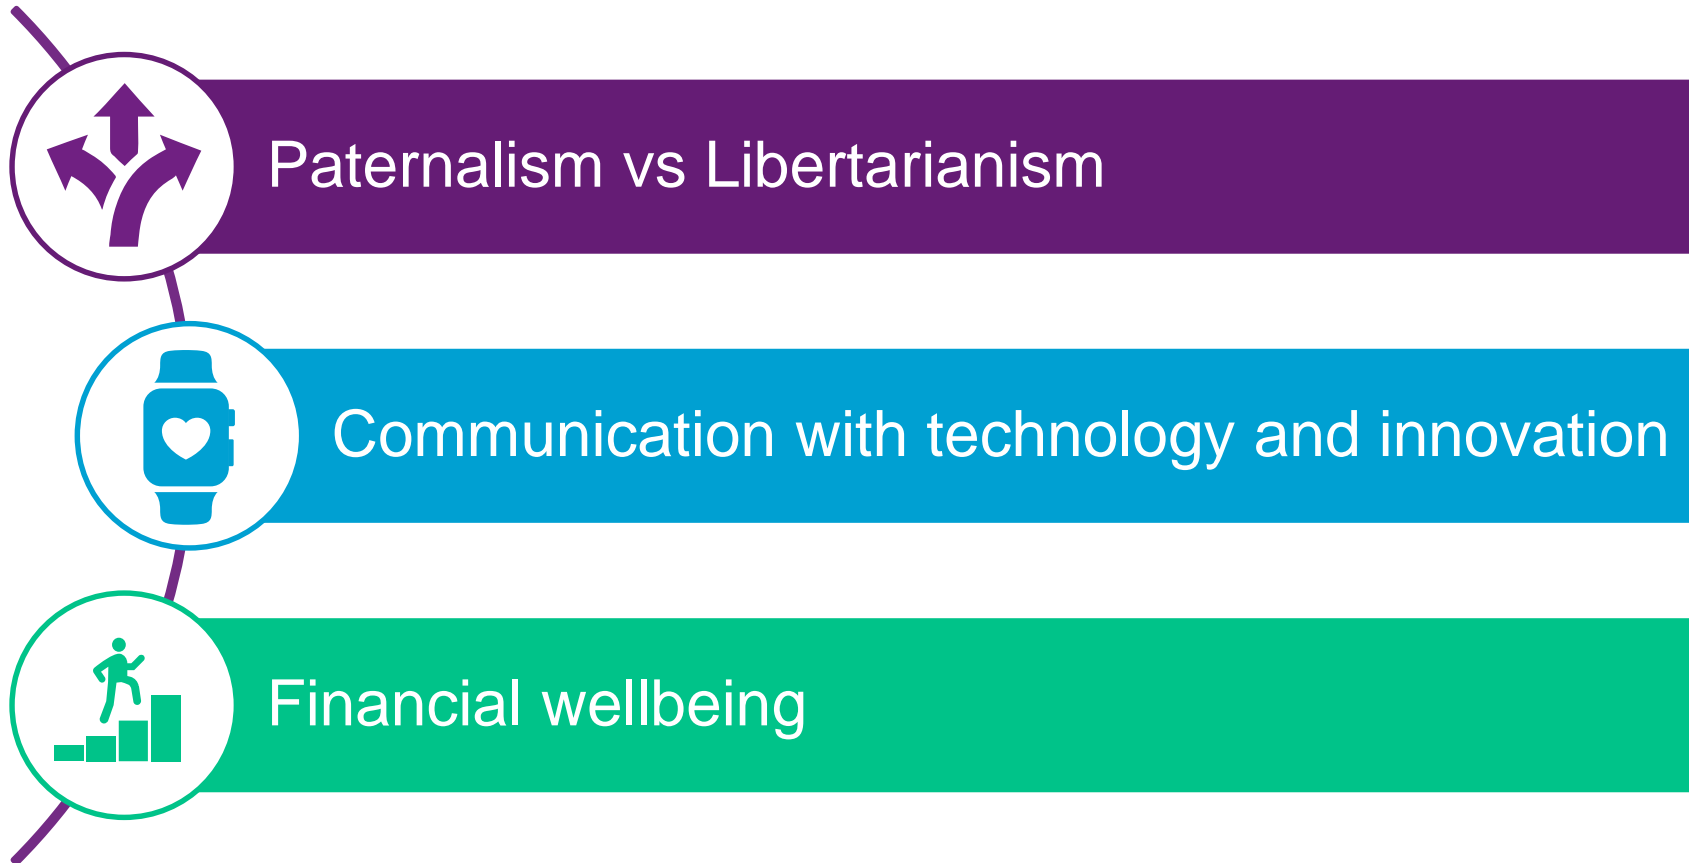 Paternalism vs Libertarianism
Communication with technology and innovation
Financial wellbeing